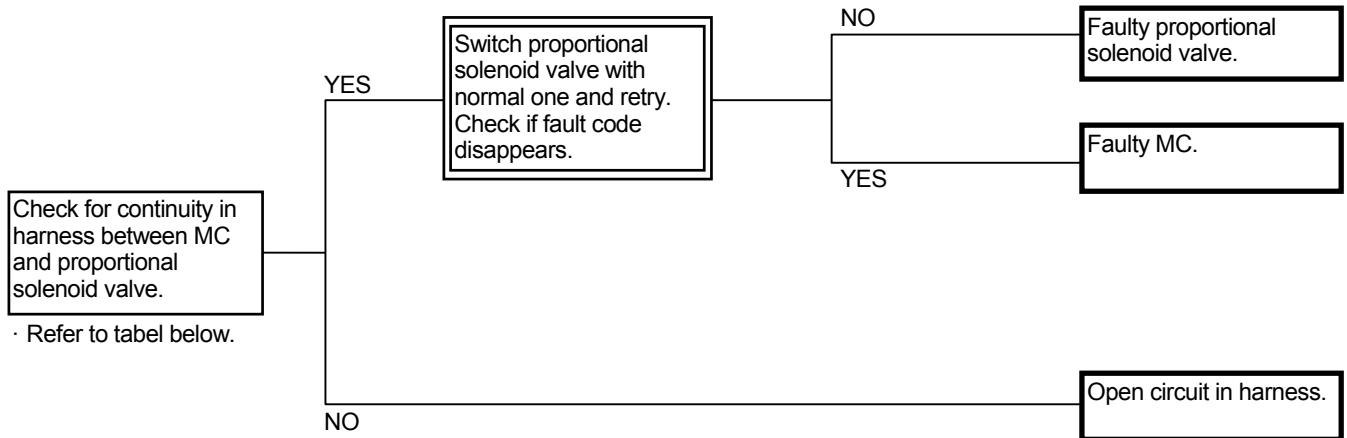 Check for continuity in
harness between MC
and proportional
solenoid valve.
· Refer to tabel below.
YES
NO
Switch proportional
solenoid valve with
normal one and retry.
Check if fault code
disappears.
NO
YES
Faulty proportional
solenoid valve.
Faulty MC.
Open circuit in harness.